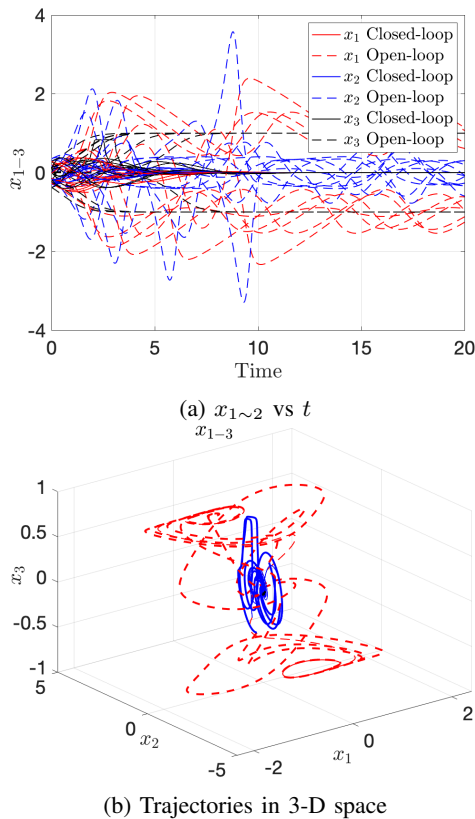 4
2
0
-2
-4
x1−3
x1 Closed-loop
x1 Open-loop
x2 Closed-loop
x2 Open-loop
x3 Closed-loop
x3 Open-loop
0 5 10 15 20
Time
(a) x1∼2 vs t
x1−3
1
0.5
0
-0.5
-1
x3
5
0
-5
x2
-2
0
2
x1
(b) Trajectories in 3-D space